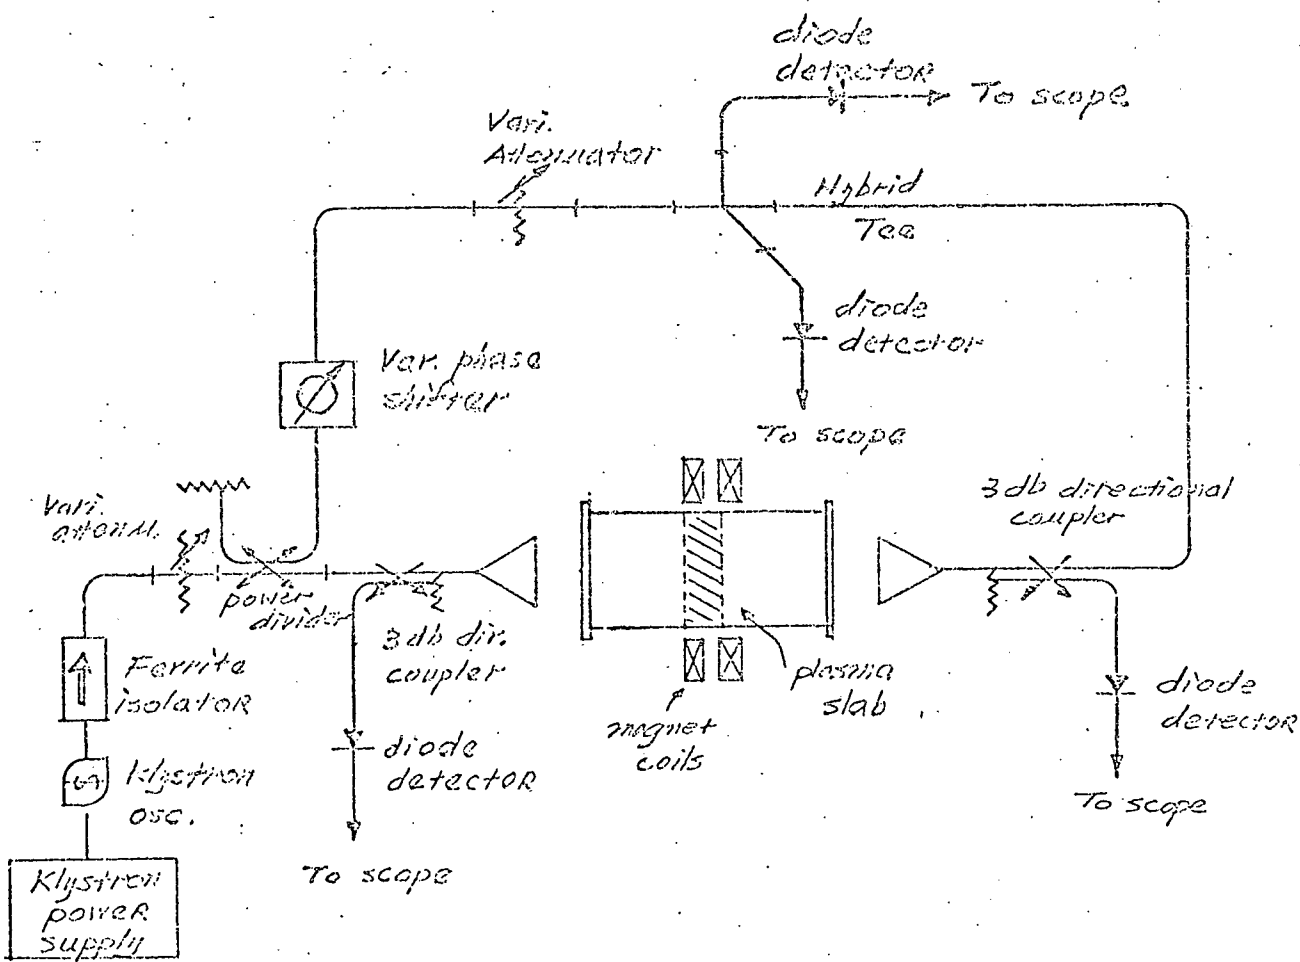 diode
detector
To scope
Vari.
Attenuator
Hybrid
Tee
diode
detector
To scope
Var. phase
shifter
3 db directional
coupler
Vari.
attenu.
power
divider
3 db dir.
coupler
Ferrite
isolator
plasma
slab
magnet
coils
diode
detector
diode
detector
Klystron
osc.
To scope
To scope
Klystron
power
supply